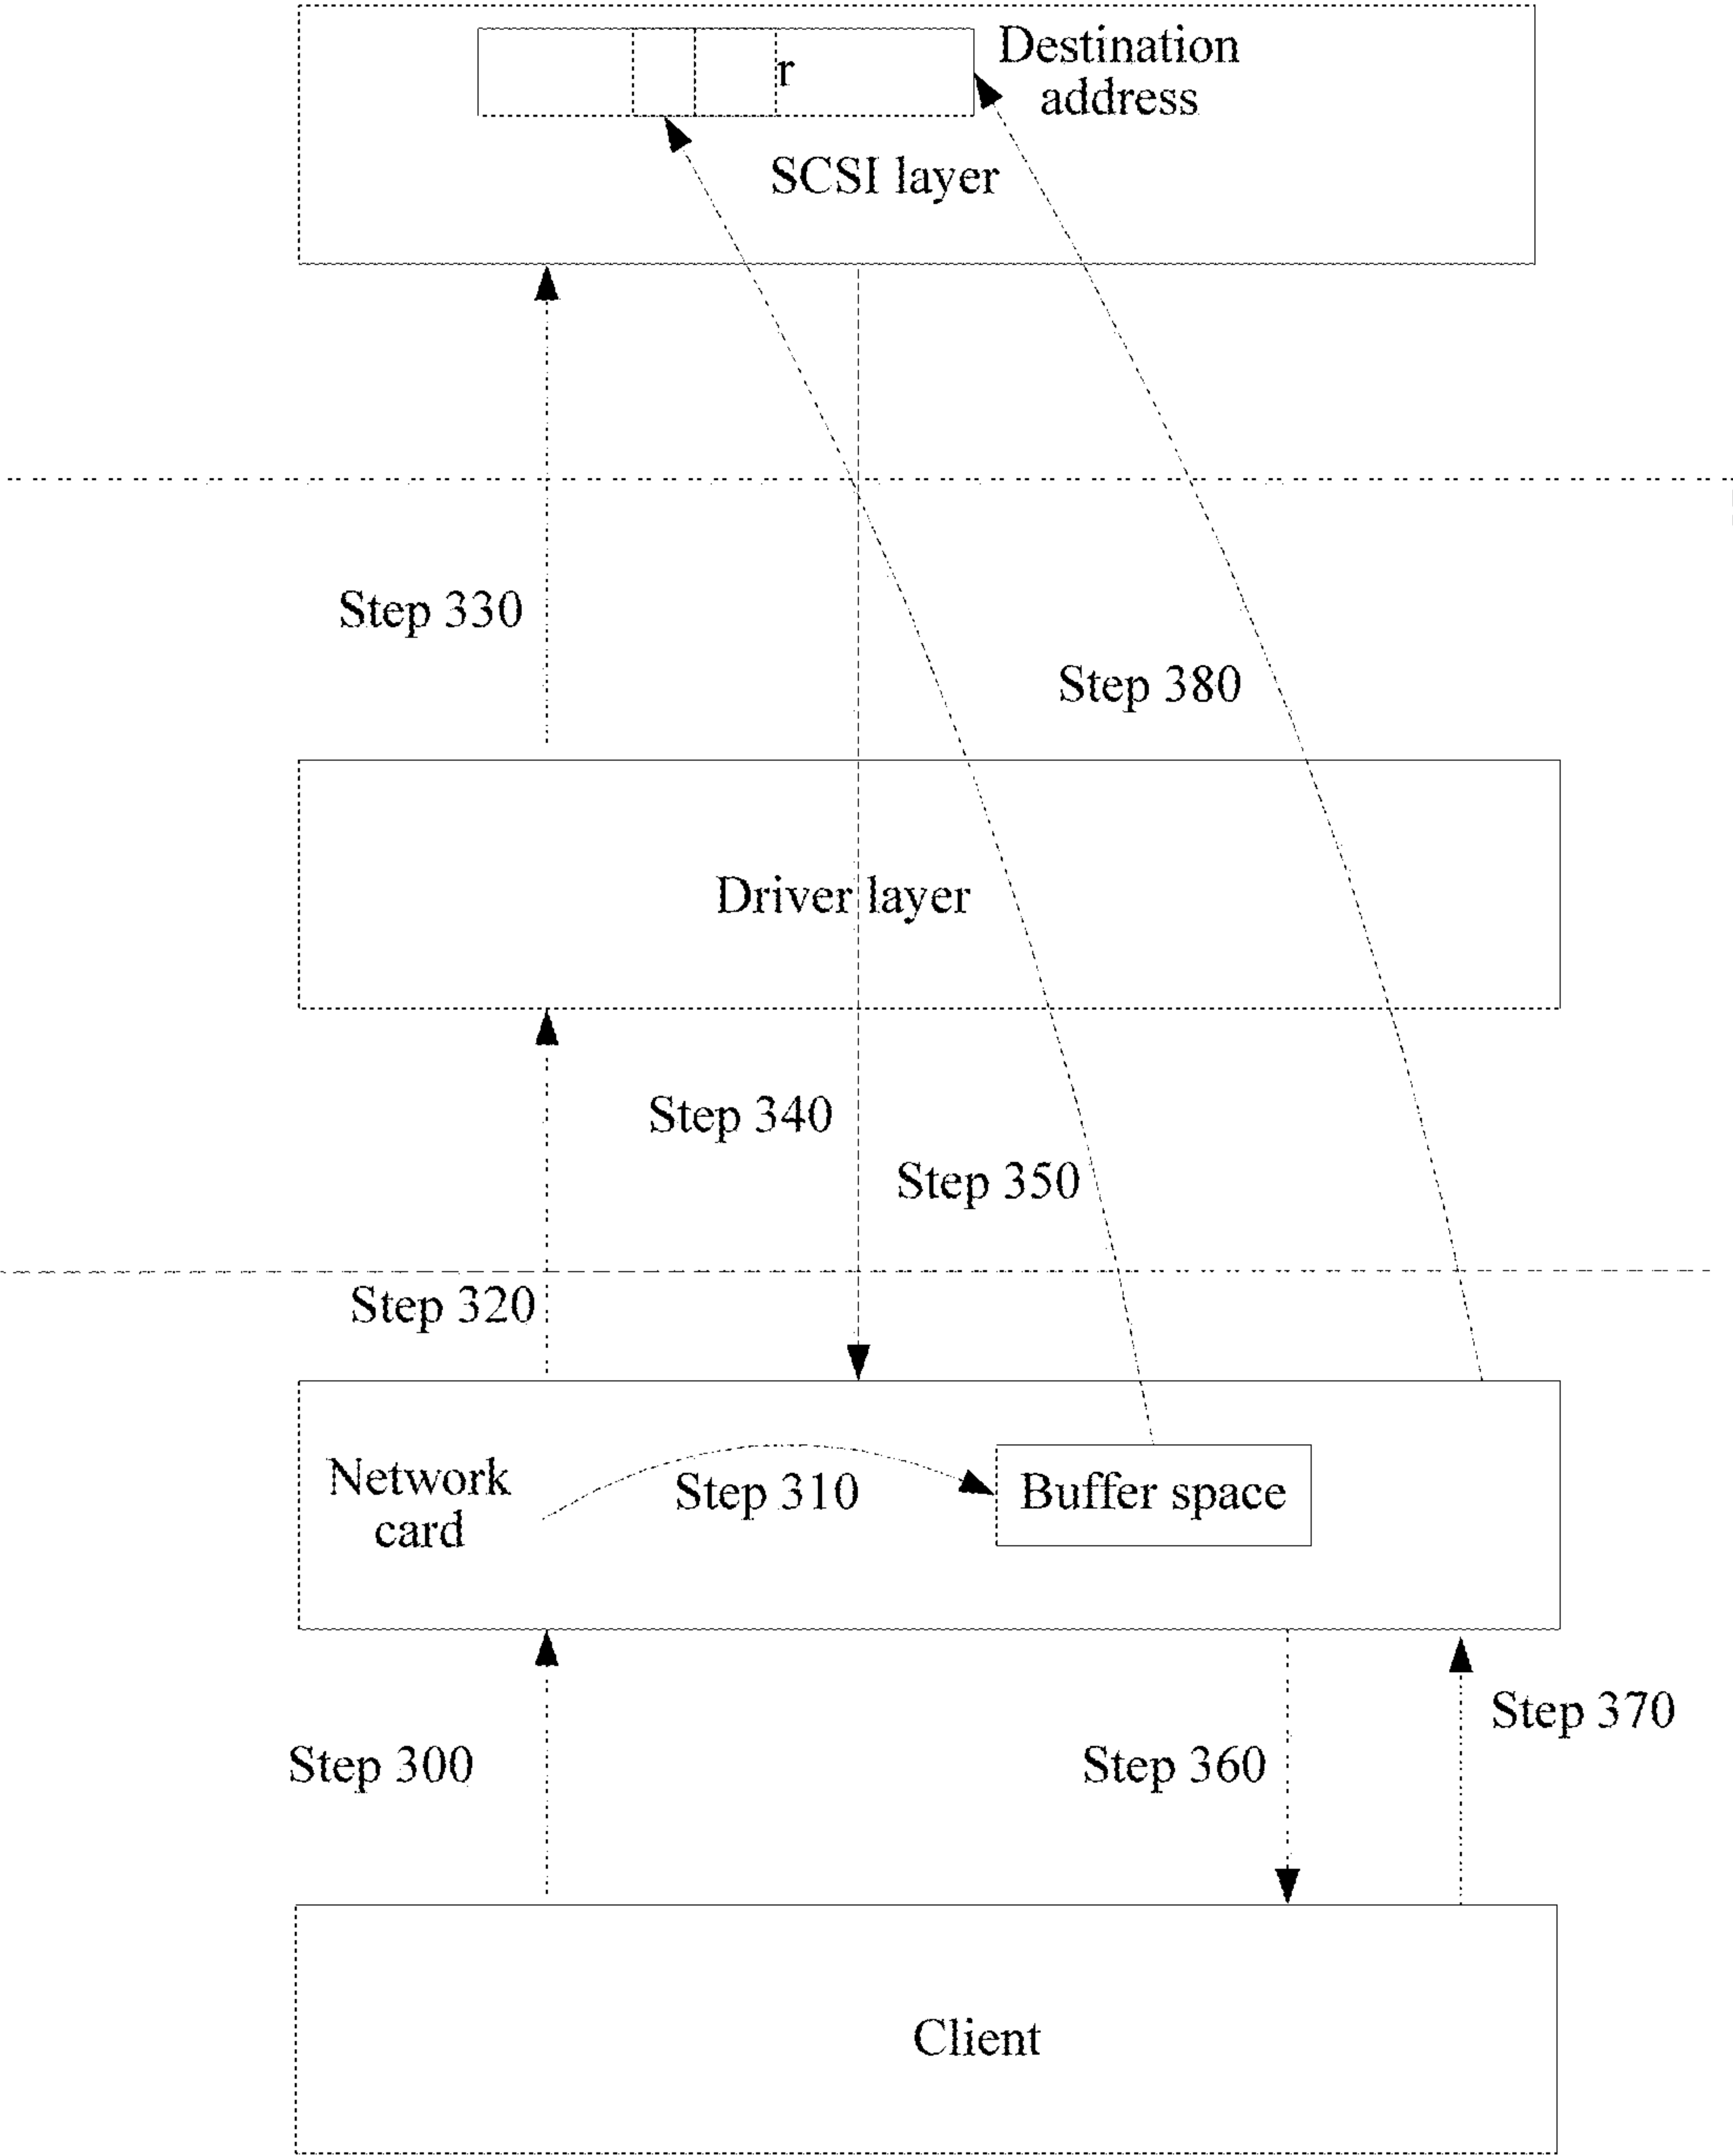 Destination
address
r
SCSI layer
Step 330
Step 380
Driver layer
Step 340
Step 350
Step 320
Network
card
Step 310
Buffer space
Step 300
Step 360
Step 370
Client